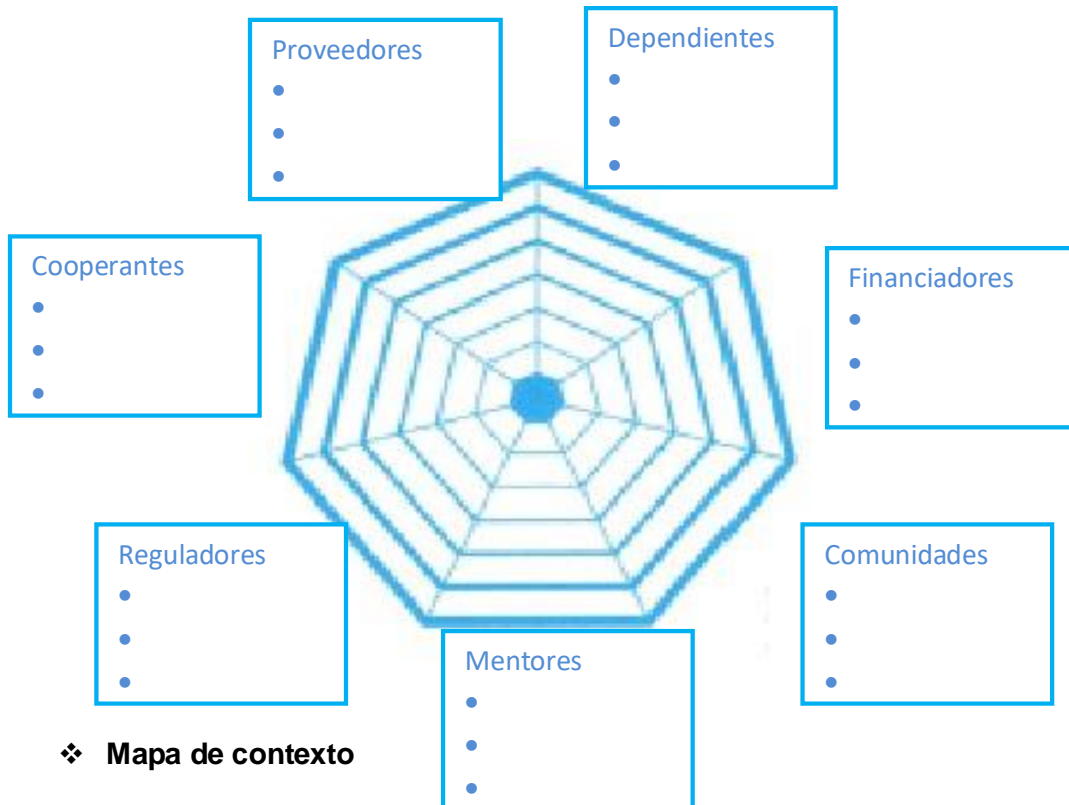 Proveedores
•
•
•
Dependientes
•
•
•
Cooperantes
•
•
•
Financiadores
•
•
•
Reguladores
•
•
•
Comunidades
•
•
•
Mentores
•
•
•
❖ Mapa de contexto